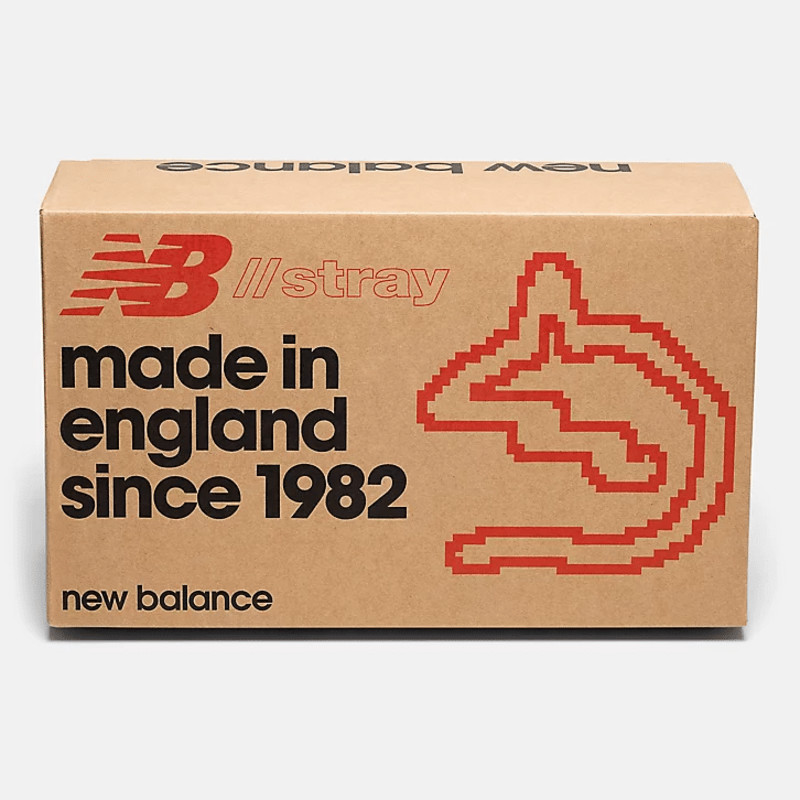 new balance
NB //stray
made in
england
since 1982
new balance